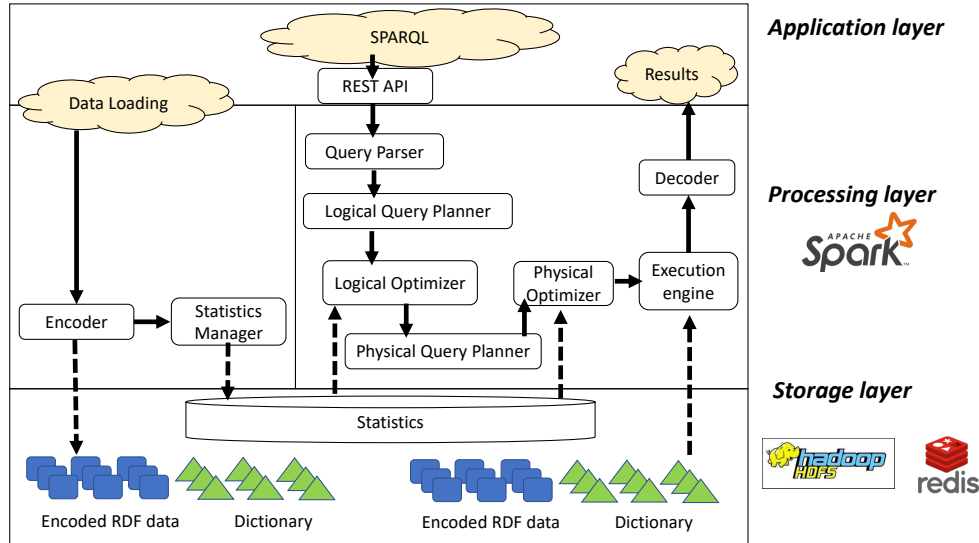 SPARQL
Application layer
REST API
Results
Data Loading
Query Parser
Decoder
Logical Query Planner
Processing layer
APACHE
Spark
TM
Logical Optimizer
Physical
Optimizer
Execution
engine
Encoder
Statistics
Manager
Physical Query Planner
Storage layer
Statistics
hadoop
HDFS
redis
Encoded RDF data
Dictionary
Encoded RDF data
Dictionary